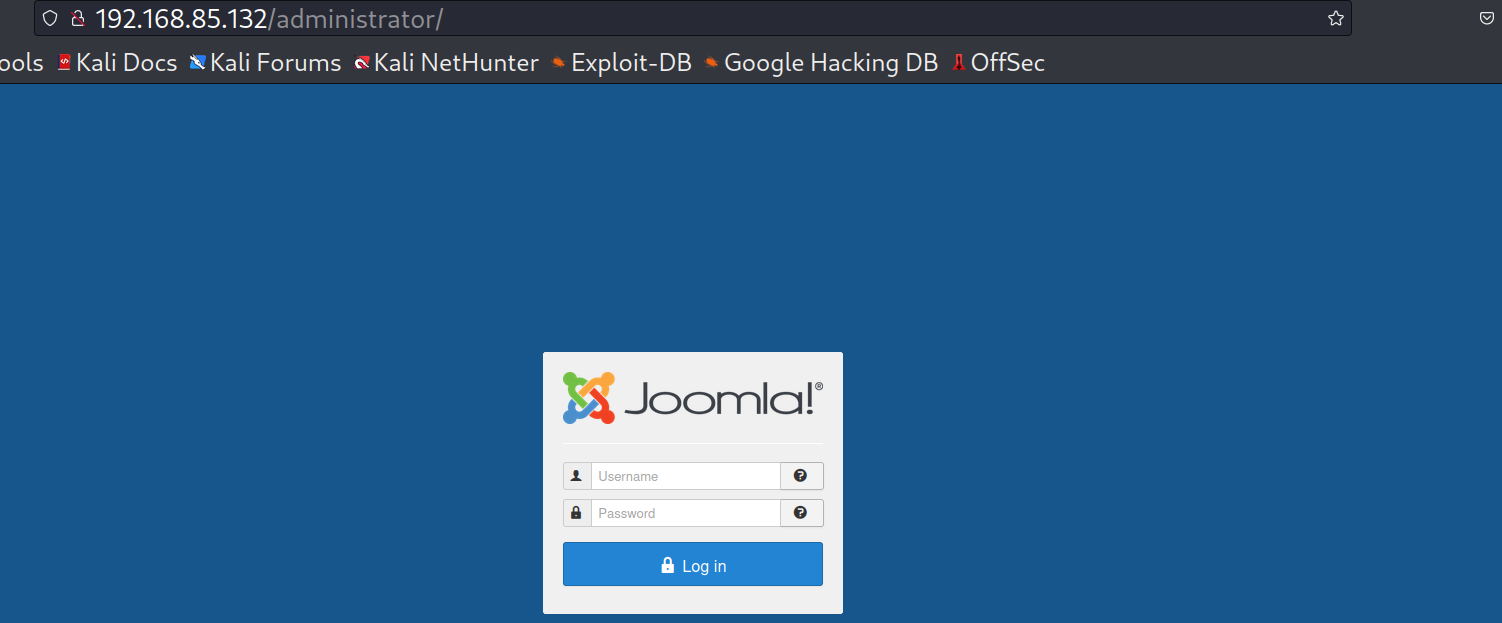 192.168.85.132/administrator/
ools Kali Docs Kali Forums Kali NetHunter Exploit-DB Google Hacking DB OffSec
Joomla!®
Username
Password
Log in